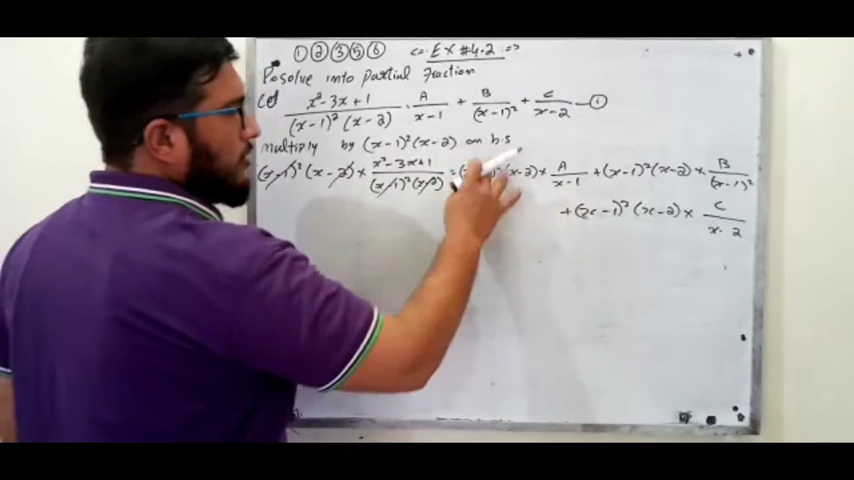 ① ② ③ ⑤ ⑥ <= EX #4.2 =>
Resolve into Partial Fraction
let x²-3x+1 / (x-1)² (x-2) = A / x-1 + B / (x-1)² + C / x-2 — ①
multiply by (x-1)² (x-2) on b.s
(x-1)² (x-2) × x²-3x+1 / (x-1)² (x-2) = (x-2) × A / x-1 + (x-1)² (x-2) × B / (x-1)²
+ (x-1)² (x-2) × C / x-2